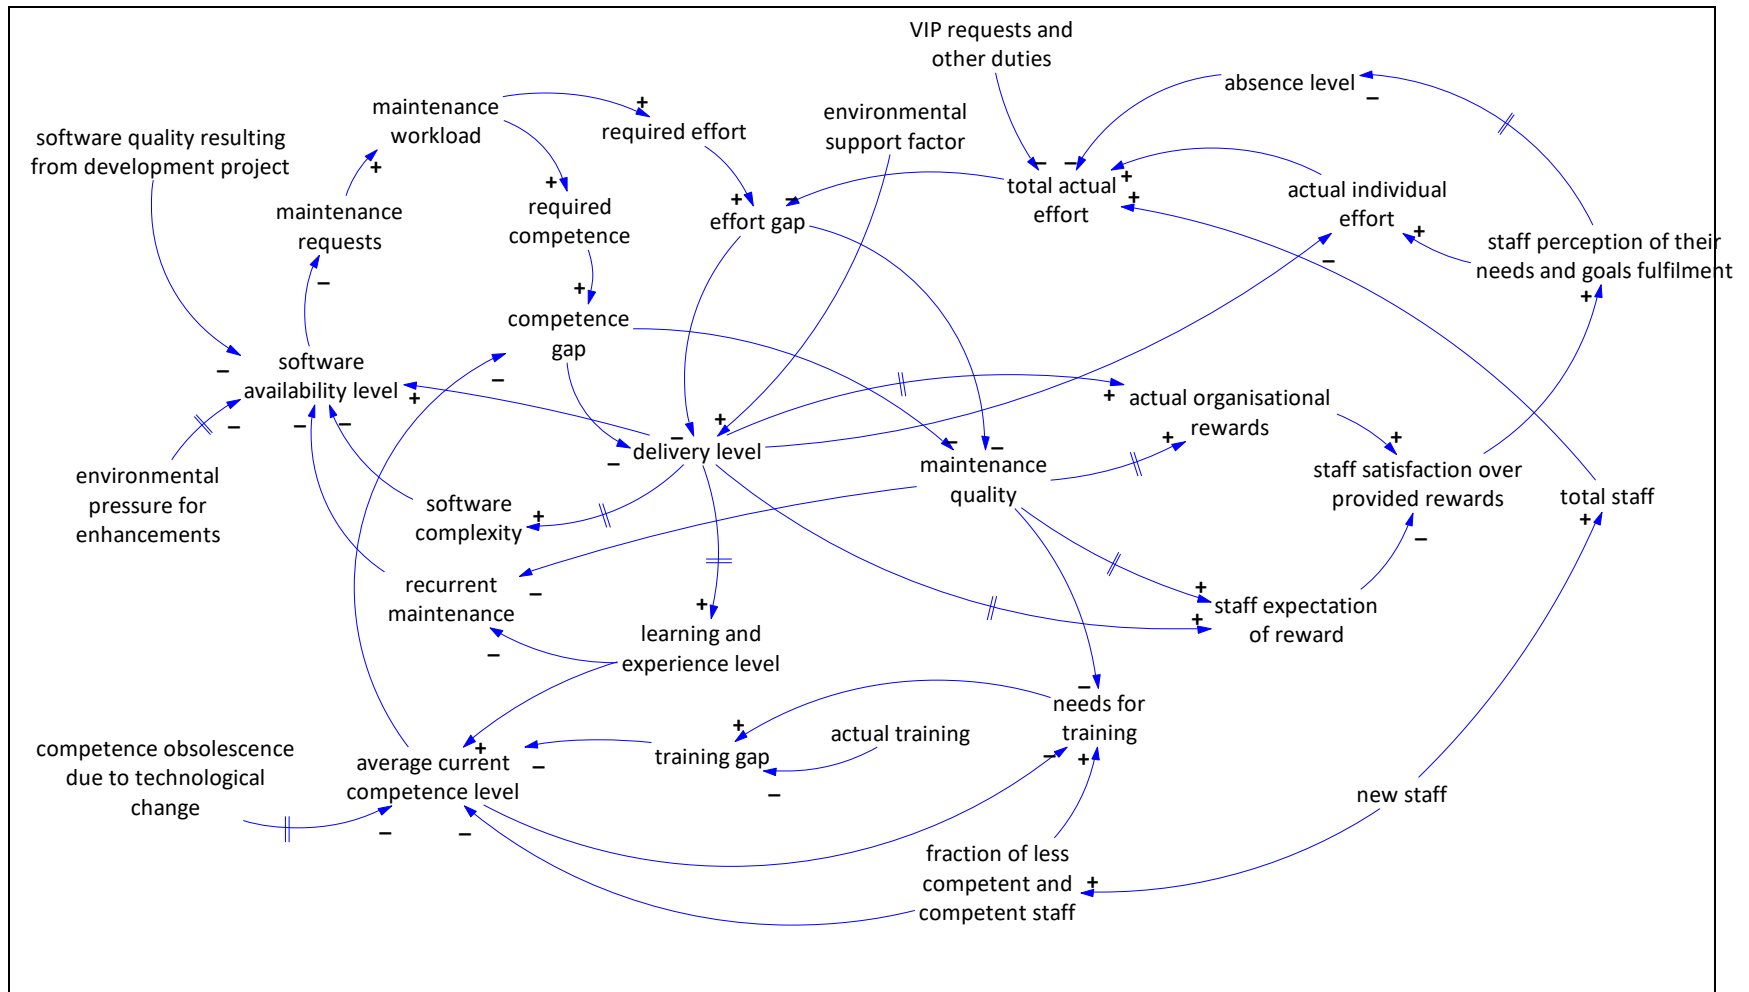 VIP requests and
other duties
absence level
maintenance
workload
environmental
support factor
required effort
software quality resulting
from development project
total actual
effort
actual individual
effort
maintenance
requests
required
competence
effort gap
staff perception of their
needs and goals fulfilment
competence
gap
software
availability level
actual organisational
rewards
delivery level
maintenance
quality
staff satisfaction over
provided rewards
total staff
environmental
pressure for
enhancements
software
complexity
recurrent
maintenance
staff expectation
of reward
learning and
experience level
needs for
training
actual training
training gap
competence obsolescence
due to technological
change
average current
competence level
new staff
fraction of less
competent and
competent staff